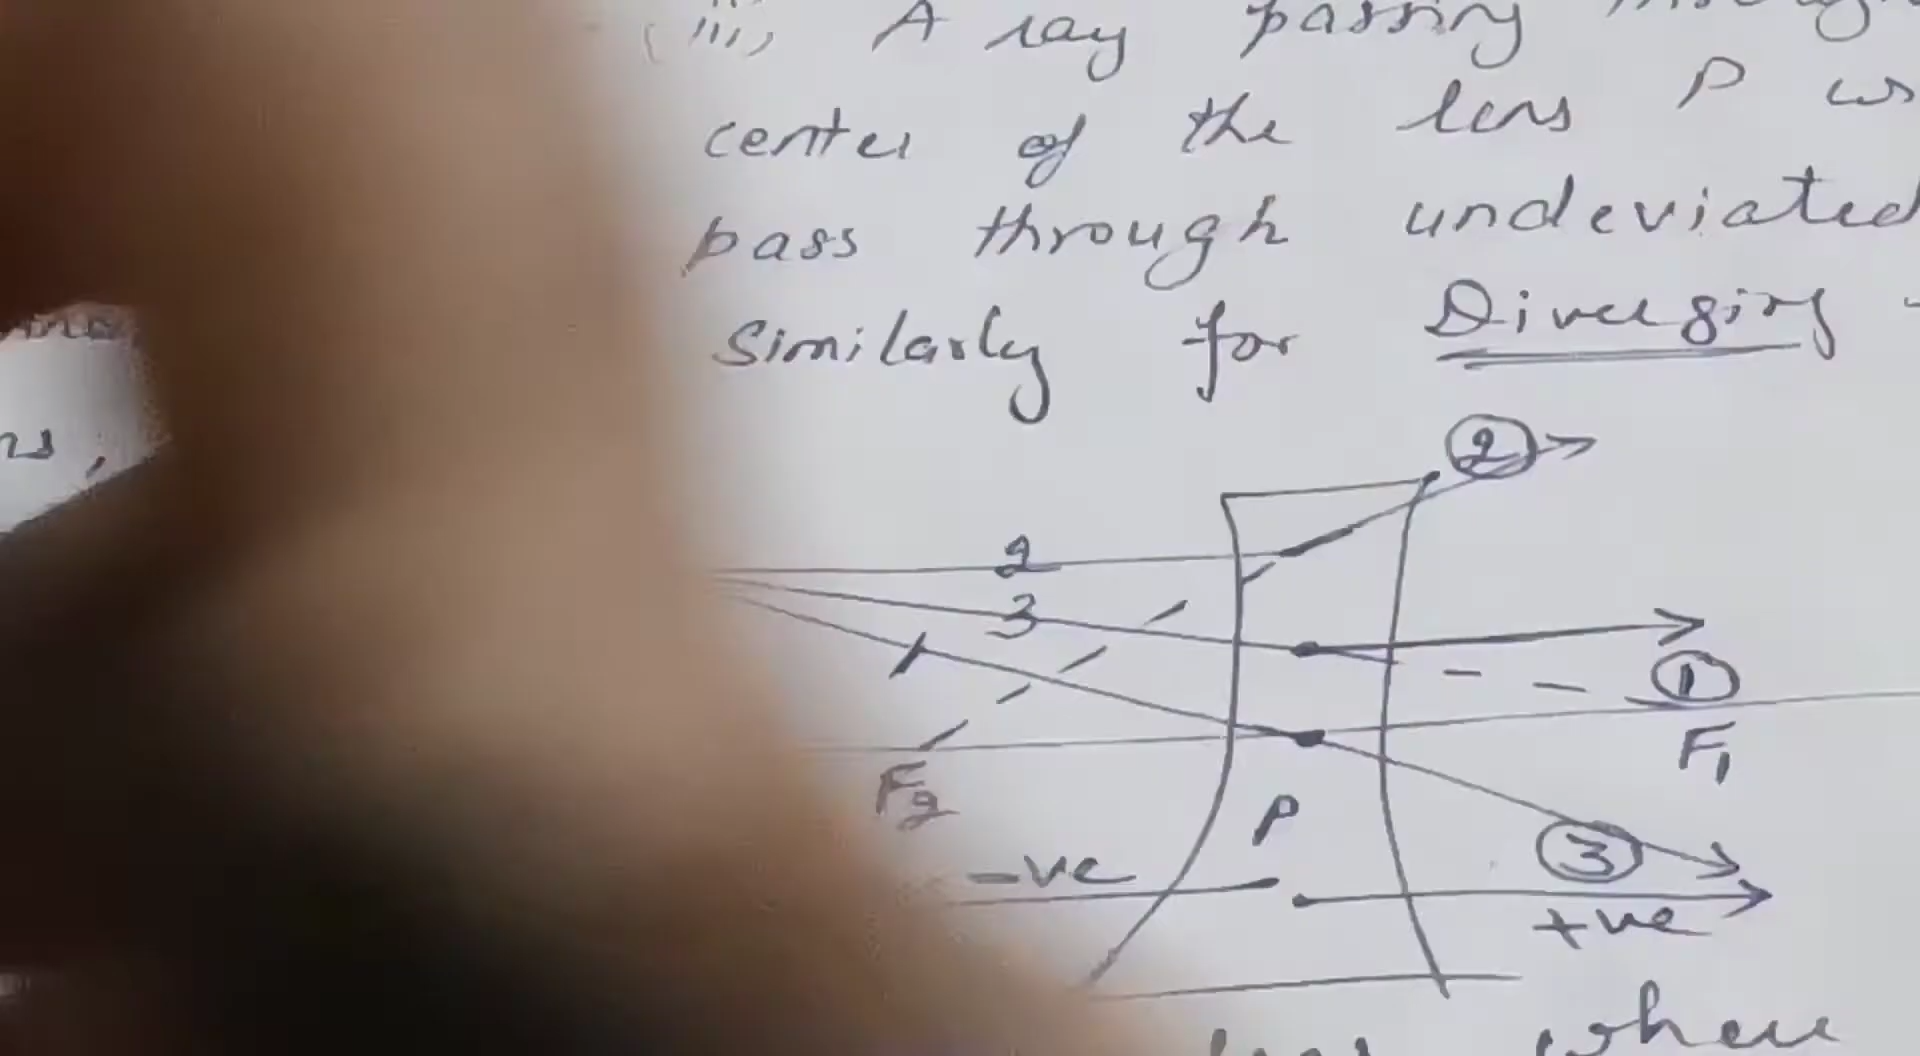 (iii) A ray passing
center of the lens P
pass through undeviated
Similarly for Diverging
ns,
2
2
3
1
F1
F2
P
3
-ve
+ve
where